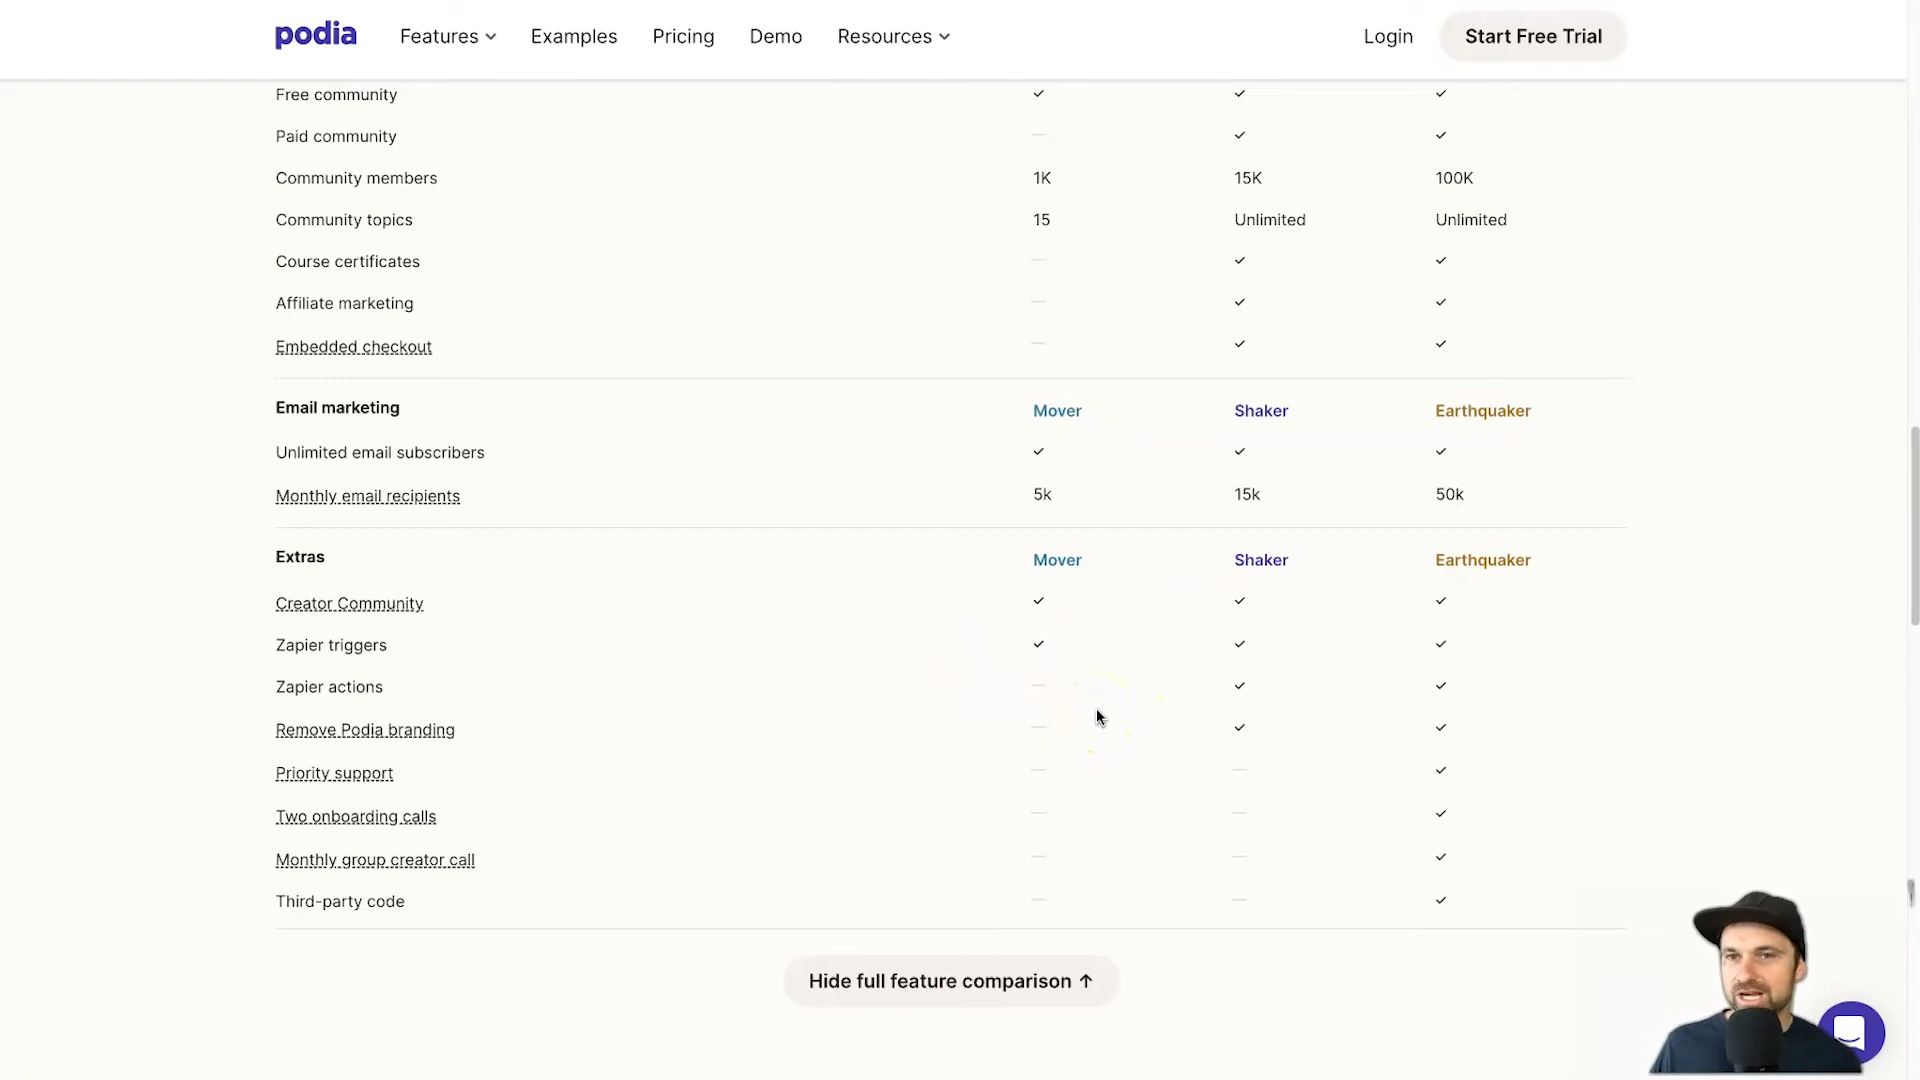 podia Features Examples Pricing Demo Resources Login Start Free Trial
Free community
Paid community
Community members 1K 15K 100K
Community topics 15 Unlimited Unlimited
Course certificates
Affiliate marketing
Embedded checkout
Email marketing Mover Shaker Earthquaker
Unlimited email subscribers
Monthly email recipients 5k 15k 50k
Extras Mover Shaker Earthquaker
Creator Community
Zapier triggers
Zapier actions
Remove Podia branding
Priority support
Two onboarding calls
Monthly group creator call
Third-party code
Hide full feature comparison ↑